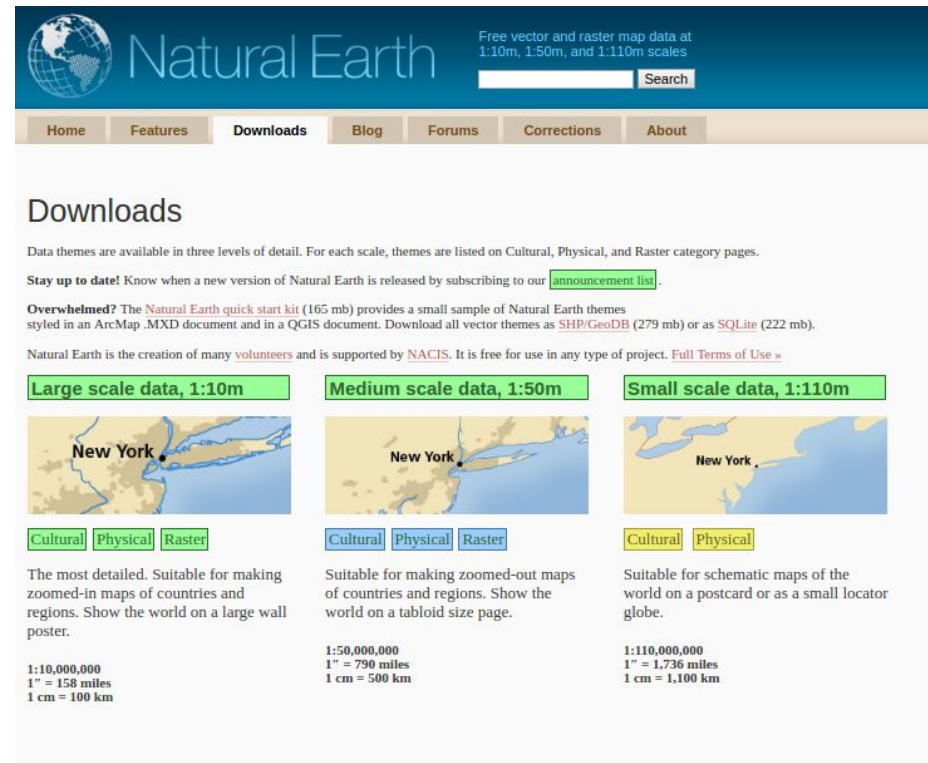 Natural Earth
Free vector and raster map data at
1:10m, 1:50m, and 1:110m scales
Search
Home Features Downloads Blog Forums Corrections About
Downloads
Data themes are available in three levels of detail. For each scale, themes are listed on Cultural, Physical, and Raster category pages.
Stay up to date! Know when a new version of Natural Earth is released by subscribing to our announcement list.
Overwhelmed? The Natural Earth quick start kit (165 mb) provides a small sample of Natural Earth themes
styled in an ArcMap .MXD document and in a QGIS document. Download all vector themes as SHP/GeoDB (279 mb) or as SQLite (222 mb).
Natural Earth is the creation of many volunteers and is supported by NACIS. It is free for use in any type of project. Full Terms of Use »
Large scale data, 1:10m
New York
Cultural Physical Raster
The most detailed. Suitable for making
zoomed-in maps of countries and
regions. Show the world on a large wall
poster.
1:10,000,000
1″ = 158 miles
1 cm = 100 km
Medium scale data, 1:50m
New York
Cultural Physical Raster
Suitable for making zoomed-out maps
of countries and regions. Show the
world on a tabloid size page.
1:50,000,000
1″ = 790 miles
1 cm = 500 km
Small scale data, 1:110m
New York
Cultural Physical
Suitable for schematic maps of the
world on a postcard or as a small locator
globe.
1:110,000,000
1″ = 1,736 miles
1 cm = 1,100 km